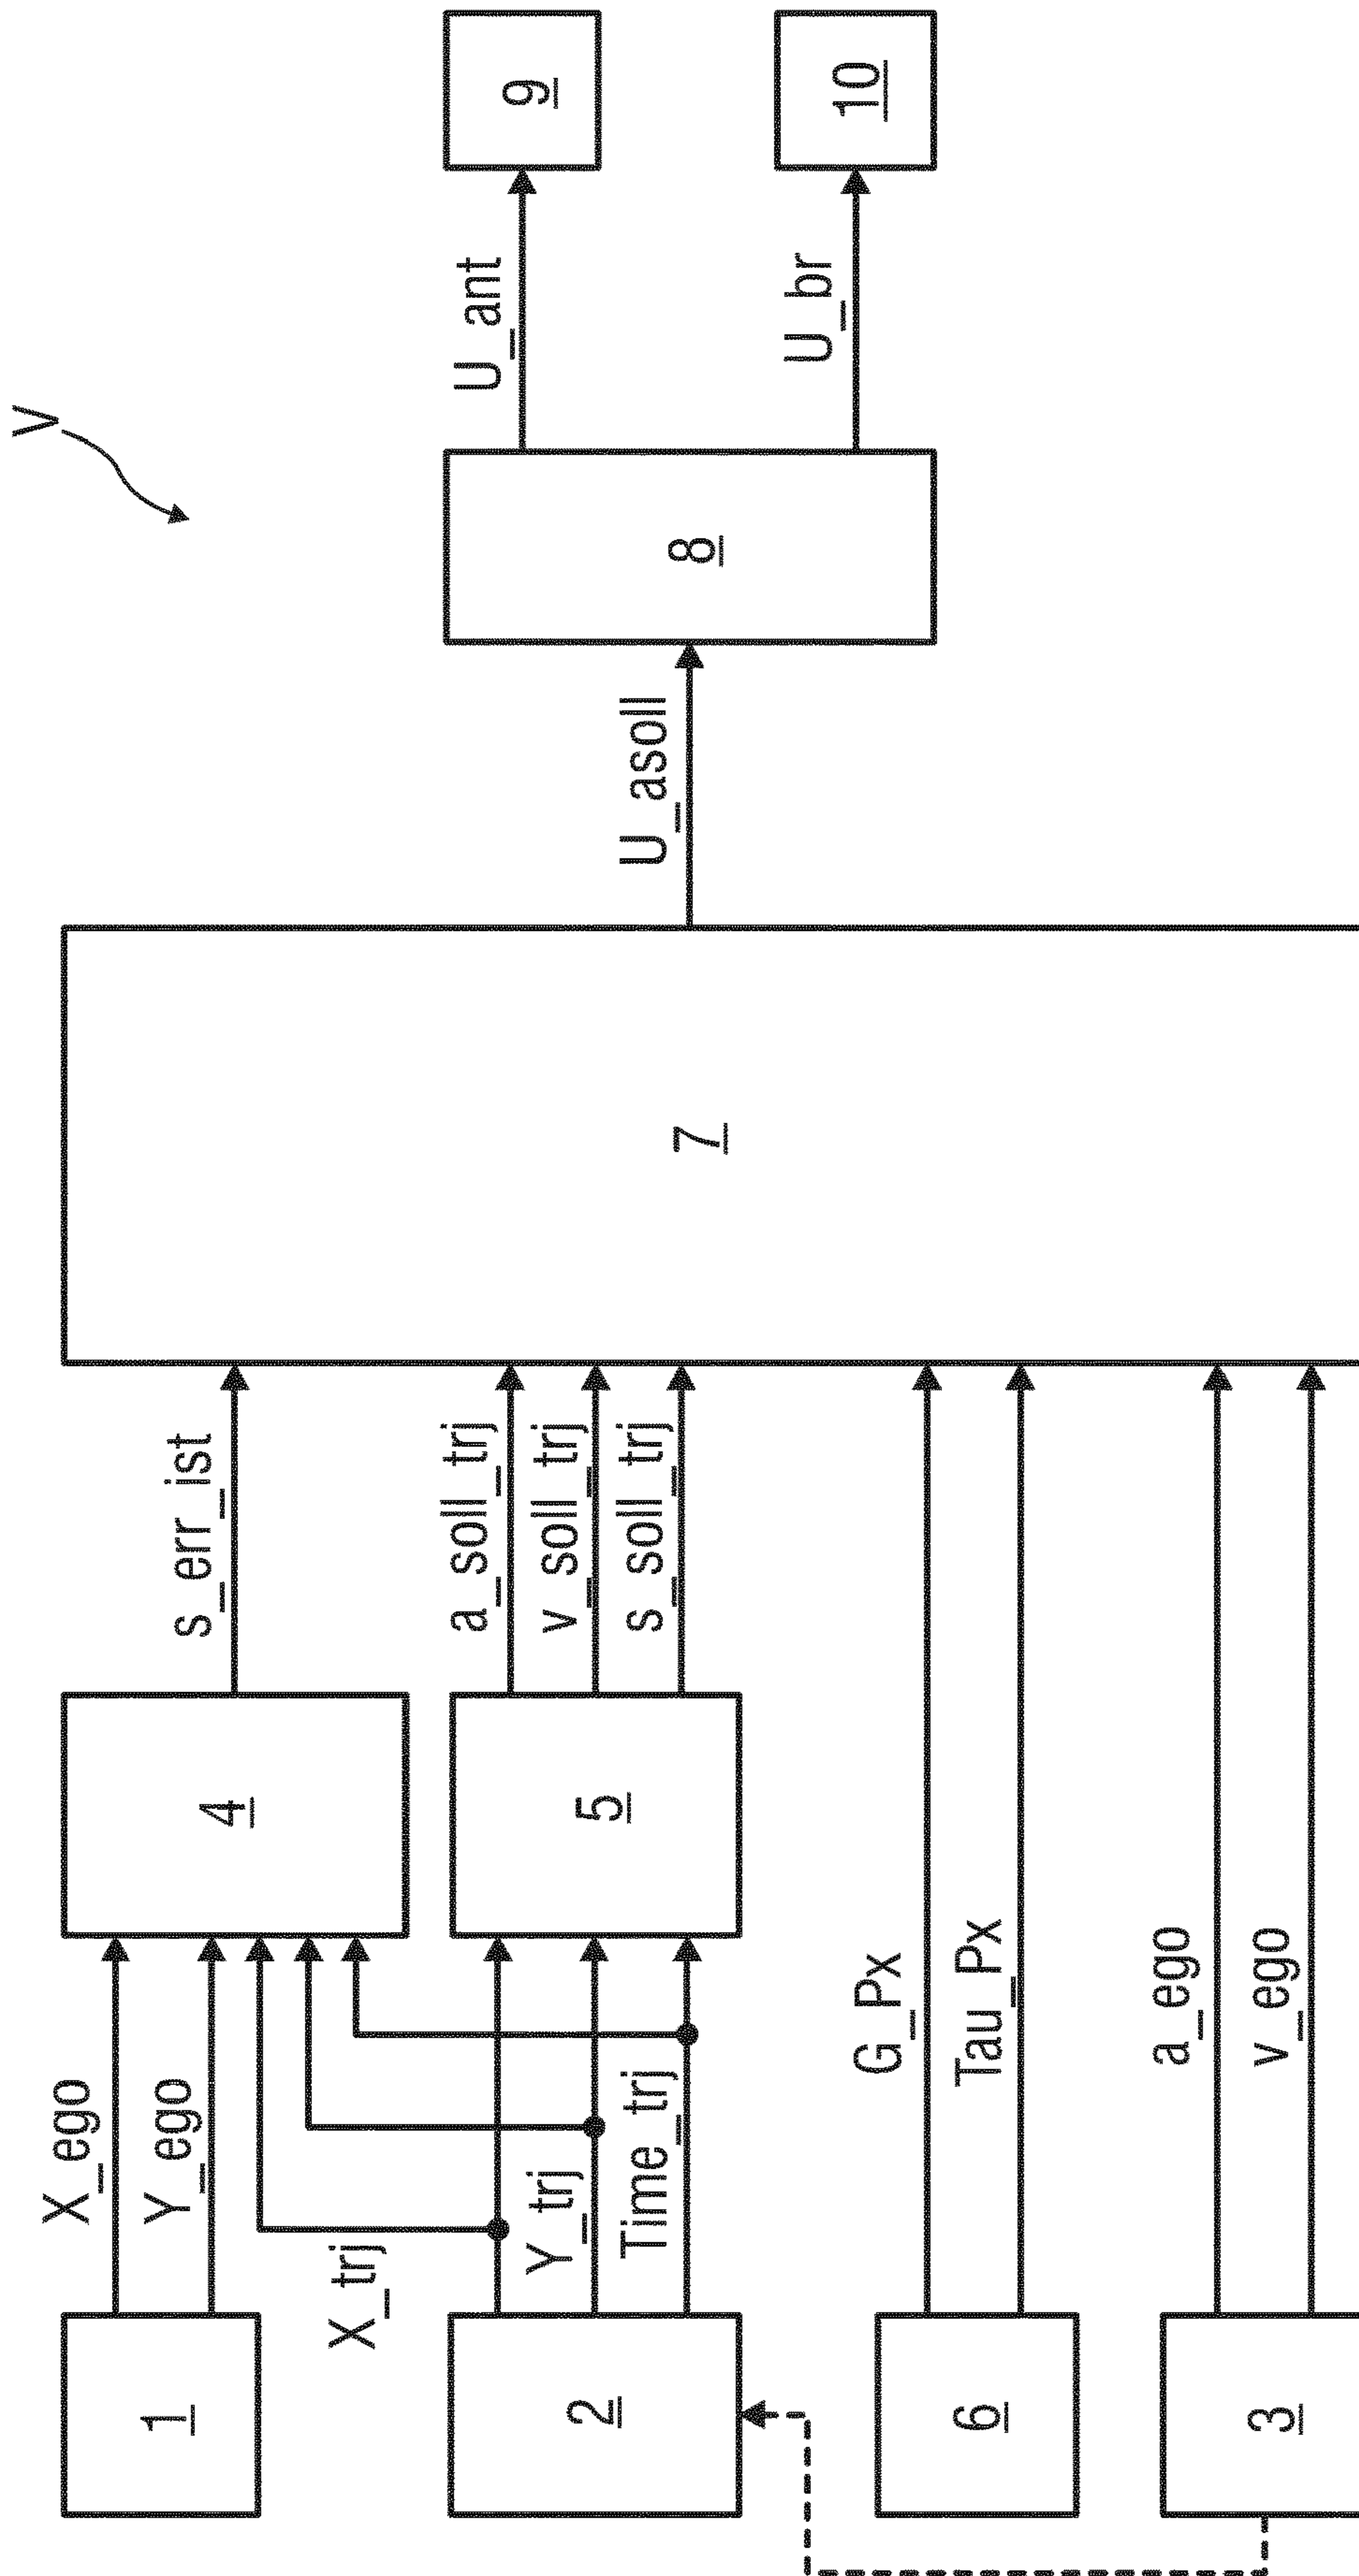 V
1
X_ego
Y_ego
4
s_err_ist
X_trj
2
Y_trj
Time_trj
5
a_soll_trj
v_soll_trj
s_soll_trj
6
G_Px
Tau_Px
3
a_ego
v_ego
7
U_asoll
8
U_ant
9
U_br
10